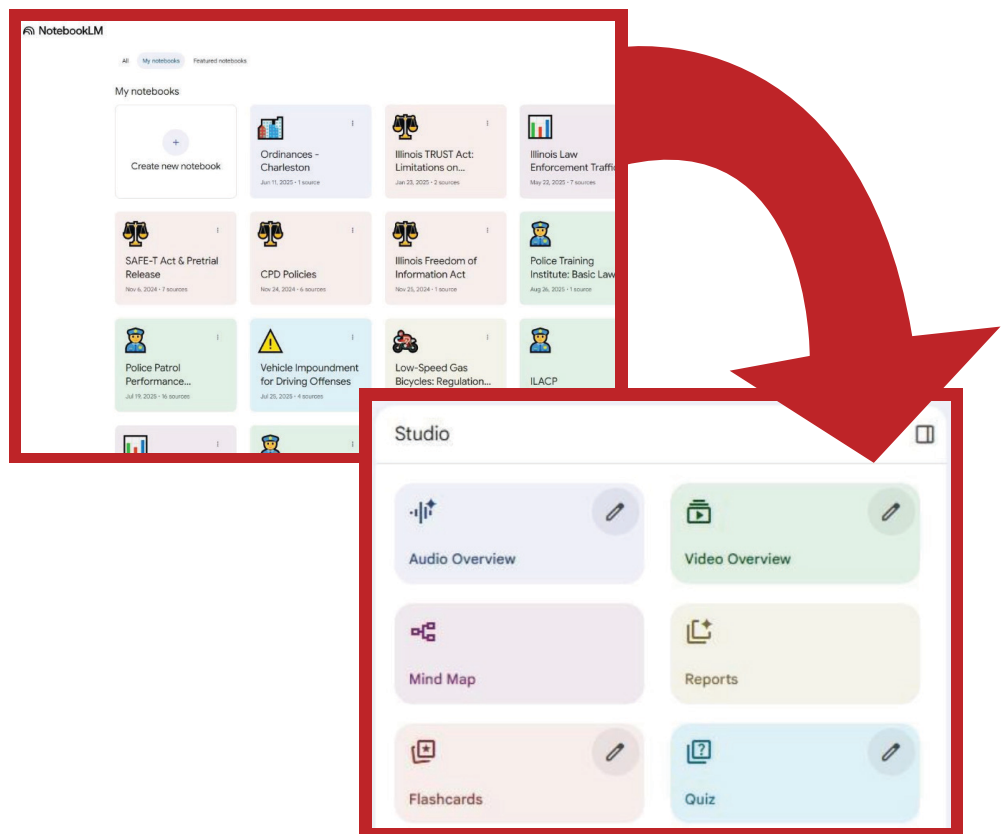 NotebookLM
All My notebooks Featured notebooks
My notebooks
Create new notebook
Ordinances -
Charleston
Jun 11, 2025 · 1 source
Illinois TRUST Act:
Limitations on...
Jan 23, 2025 · 2 sources
Illinois Law
Enforcement Traffi
May 22, 2025 · 7 sources
SAFE-T Act & Pretrial
Release
Nov 6, 2024 · 7 sources
CPD Policies
Nov 24, 2024 · 6 sources
Illinois Freedom of
Information Act
Nov 25, 2024 · 1 source
Police Training
Institute: Basic Law
Aug 26, 2025 · 1 source
Police Patrol
Performance...
Jul 19, 2025 · 16 sources
Vehicle Impoundment
for Driving Offenses
Jul 25, 2025 · 4 sources
Low-Speed Gas
Bicycles: Regulation...
ILACP
Studio
Audio Overview
Video Overview
Mind Map
Reports
Flashcards
Quiz